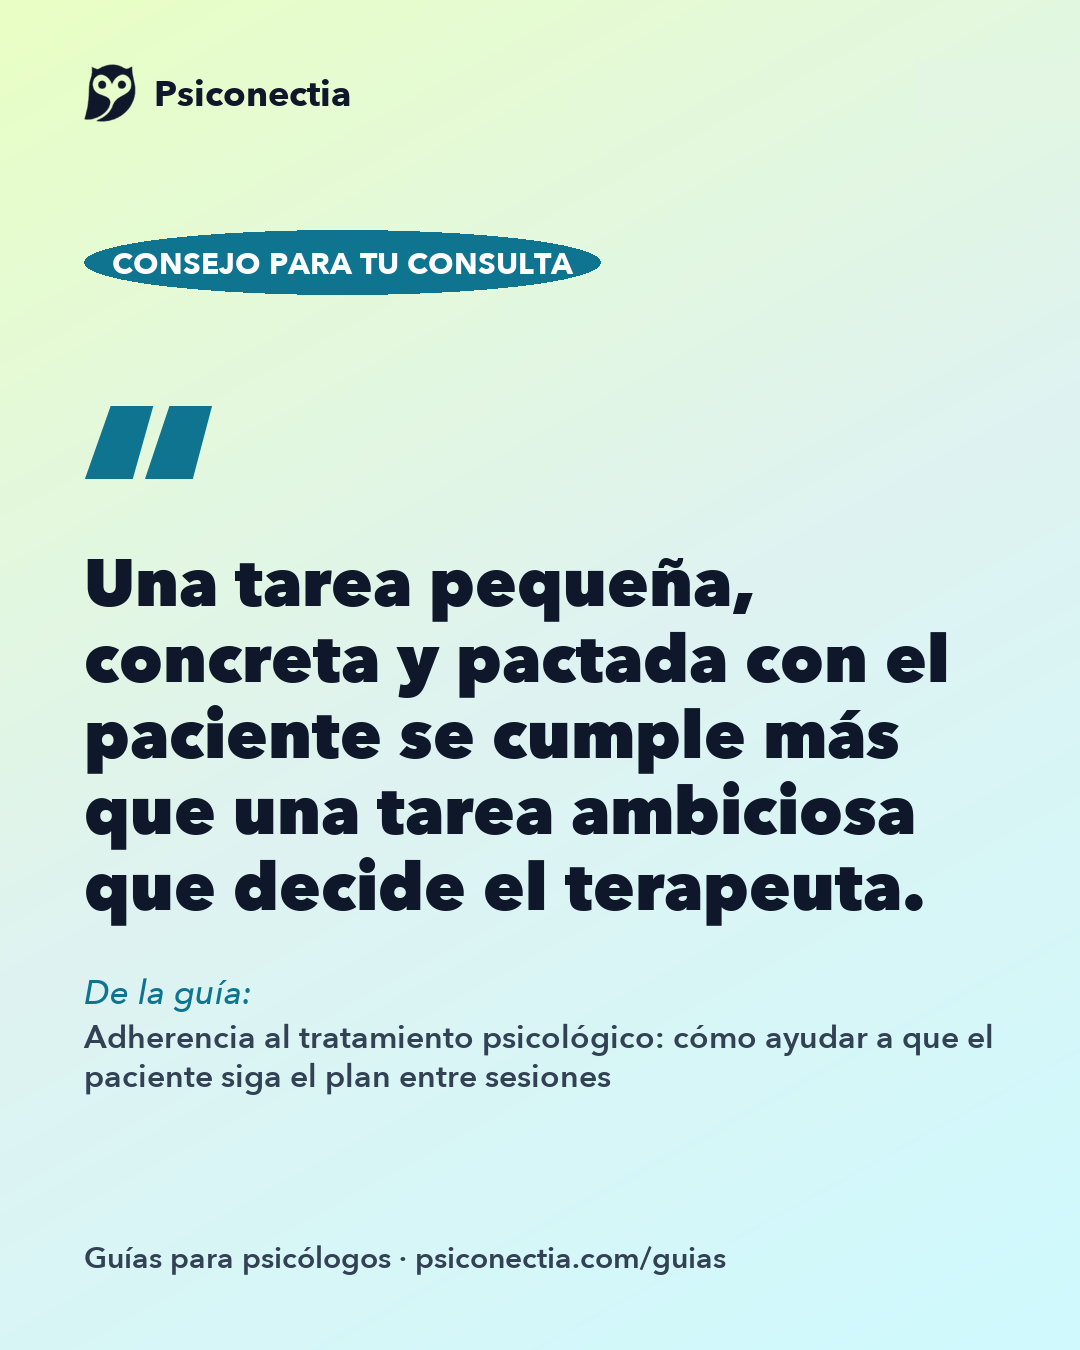 Psiconectia
CONSEJO PARA TU CONSULTA
Una tarea pequeña,
concreta y pactada con el
paciente se cumple más
que una tarea ambiciosa
que decide el terapeuta.
De la guía:
Adherencia al tratamiento psicológico: cómo ayudar a que el
paciente siga el plan entre sesiones
Guías para psicólogos · psiconectia.com/guias